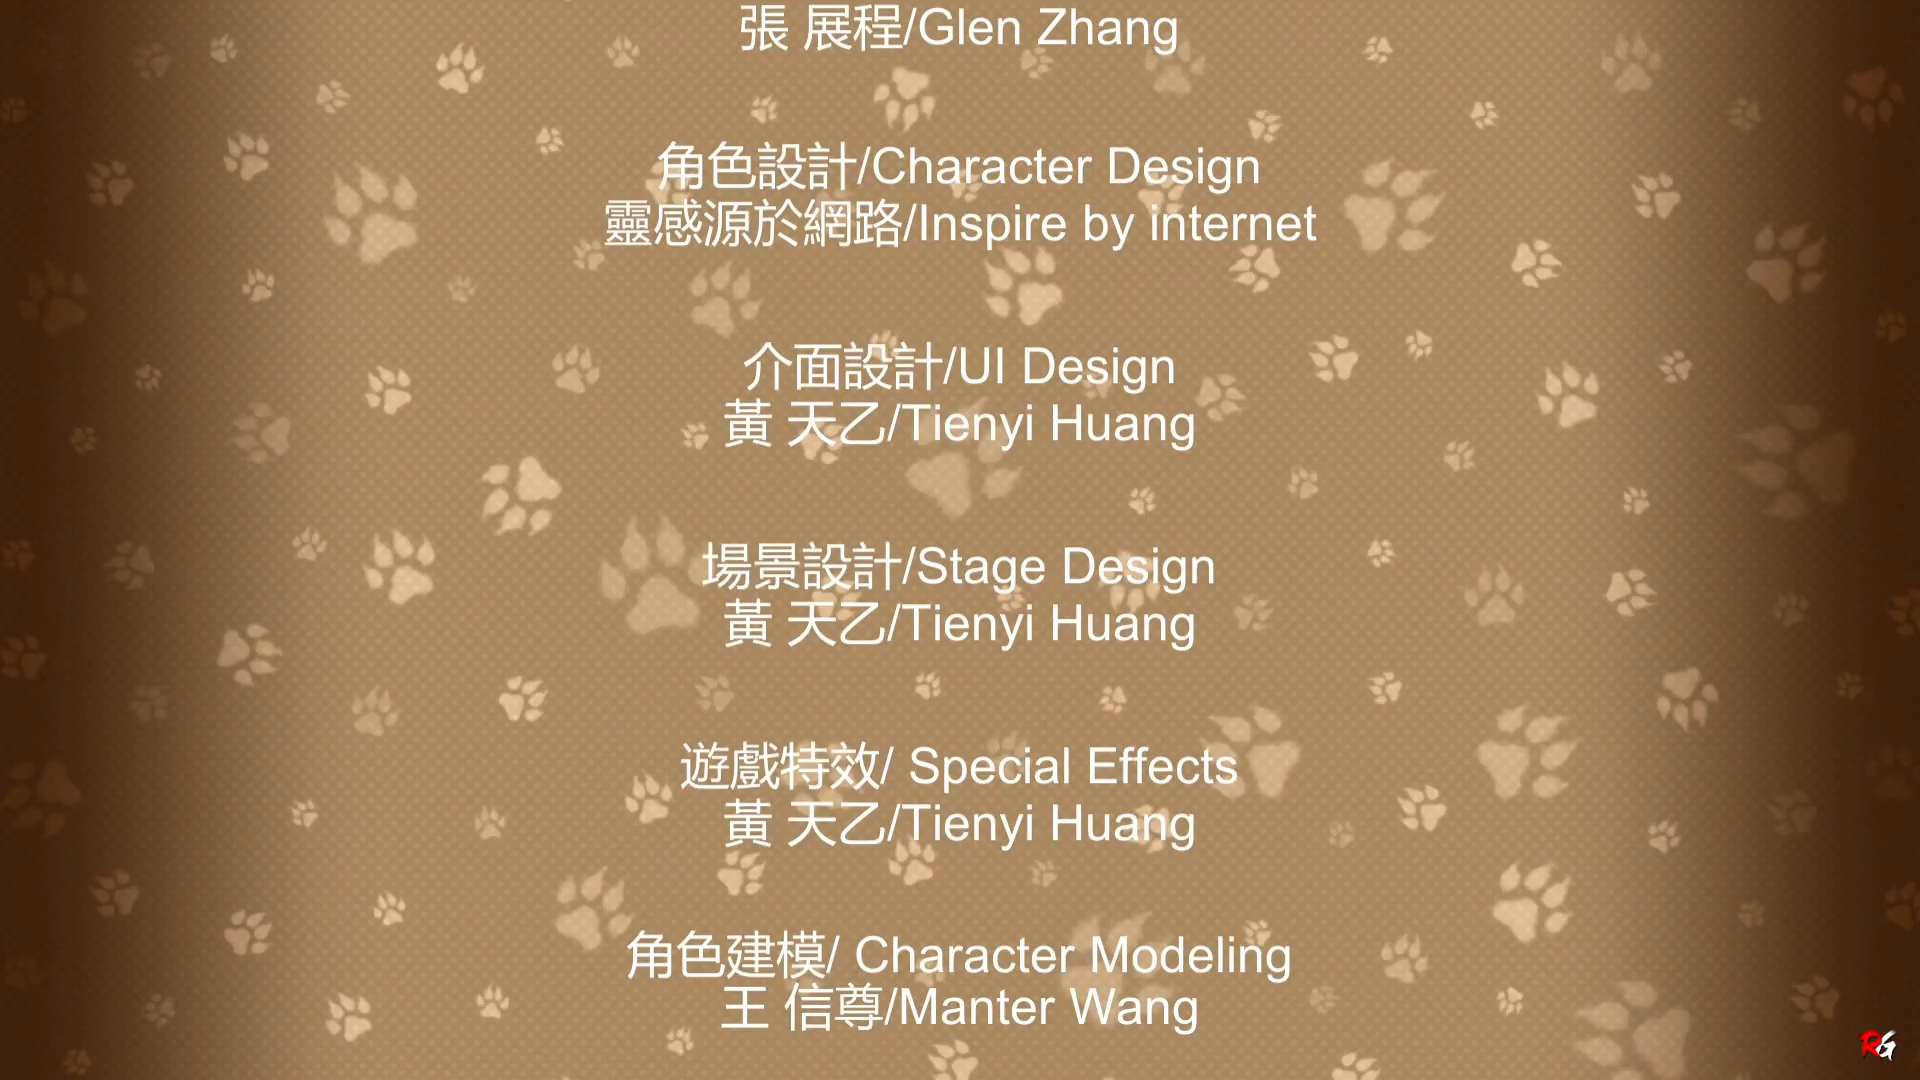 張 展程/Glen Zhang
角色設計/Character Design
靈感源於網路/Inspire by internet
介面設計/UI Design
黃 天乙/Tienyi Huang
場景設計/Stage Design
黃 天乙/Tienyi Huang
遊戲特效/ Special Effects
黃 天乙/Tienyi Huang
角色建模/ Character Modeling
王 信尊/Manter Wang
RG